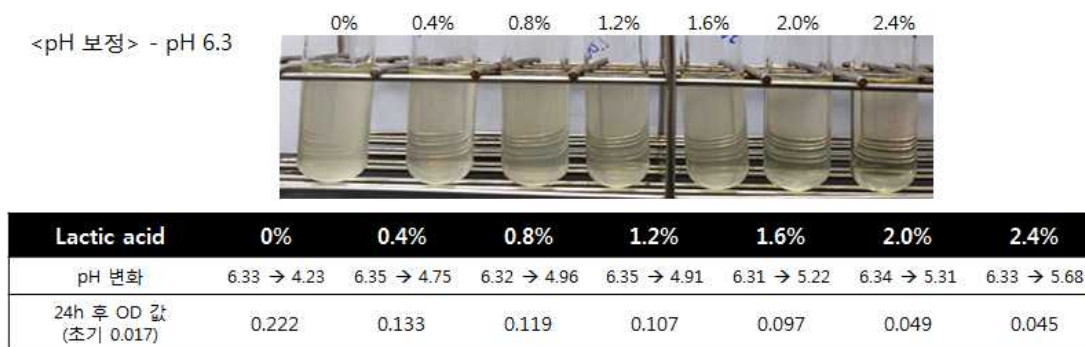 <pH 보정> - pH 6.3
0% 0.4% 0.8% 1.2% 1.6% 2.0% 2.4%
Lactic acid 0% 0.4% 0.8% 1.2% 1.6% 2.0% 2.4%
pH 변화 6.33 → 4.23 6.35 → 4.75 6.32 → 4.96 6.35 → 4.91 6.31 → 5.22 6.34 → 5.31 6.33 → 5.68
24h 후 OD 값
(초기 0.017) 0.222 0.133 0.119 0.107 0.097 0.049 0.045